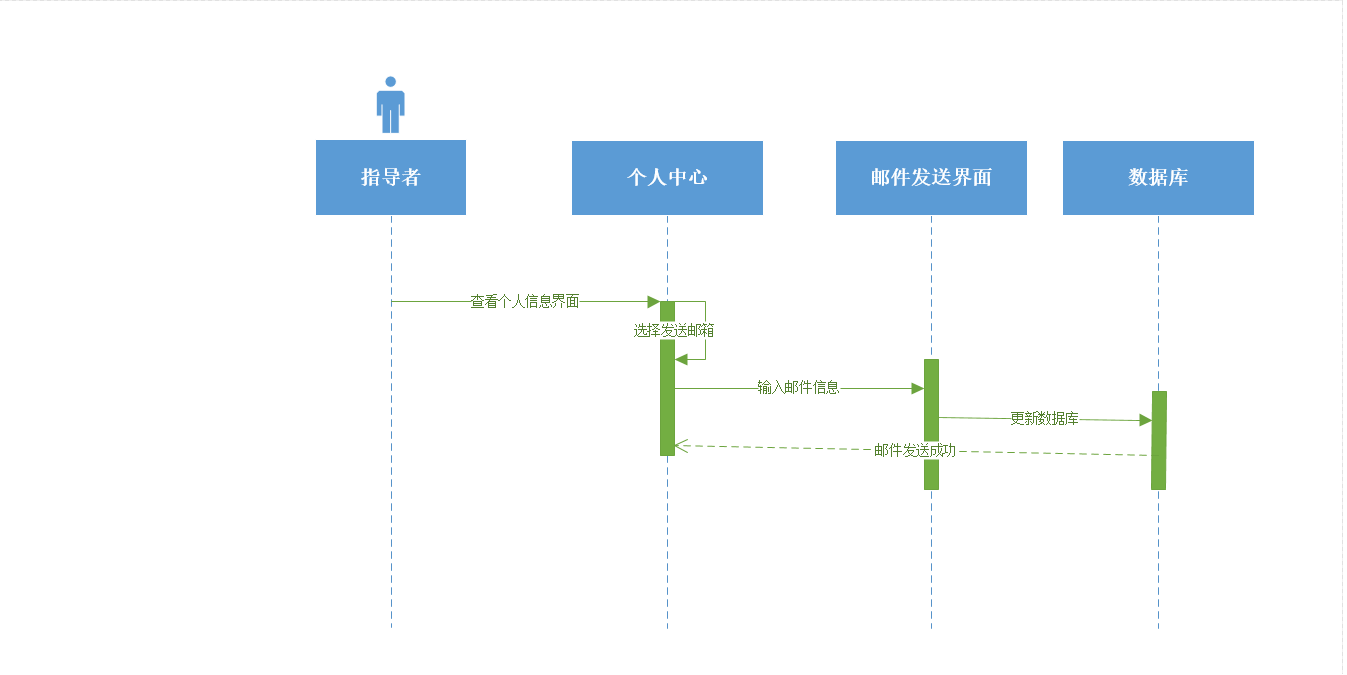 指导者
个人中心
邮件发送界面
数据库
查看个人信息界面
选择发送邮箱
输入邮件信息
更新数据库
邮件发送成功